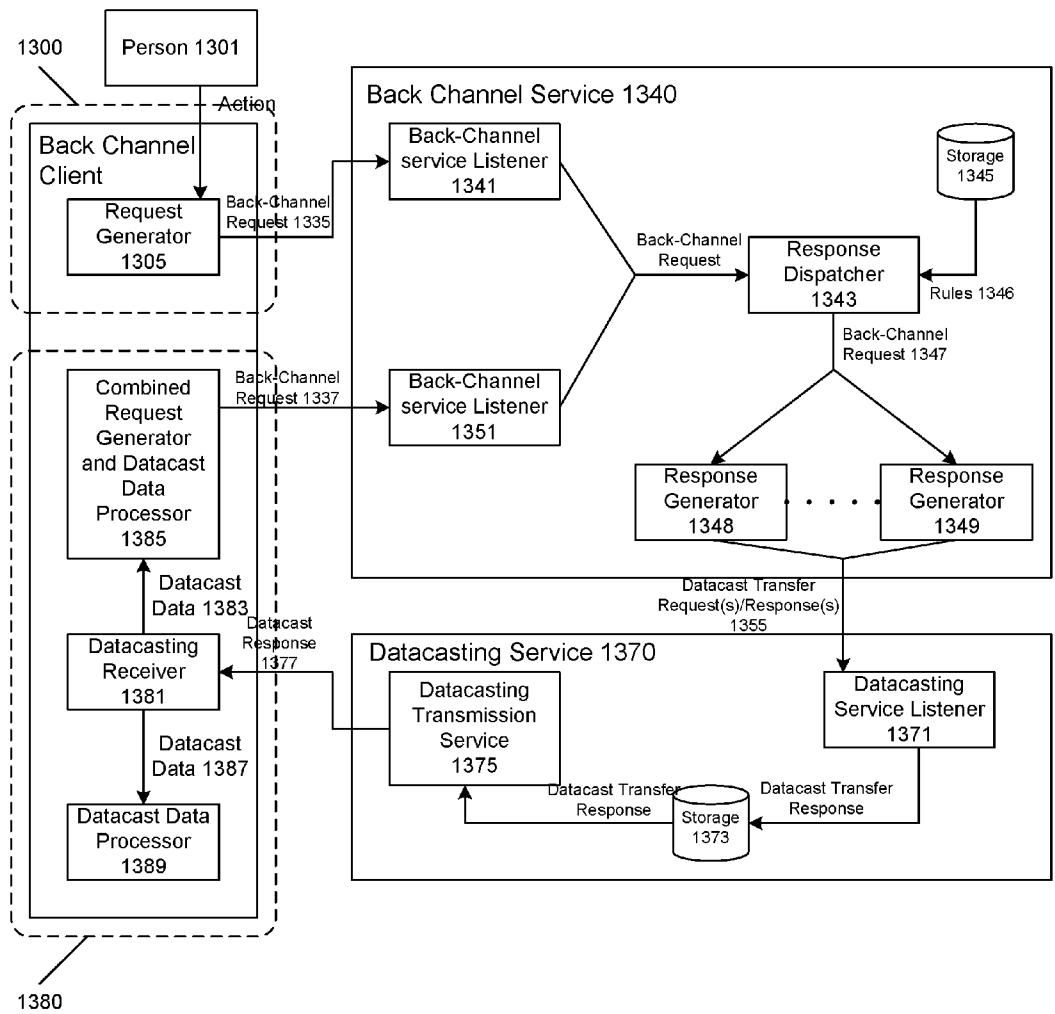 1300
Person 1301
Action
Back Channel
Client
Request
Generator
1305
Back-Channel
Request 1335
Back Channel Service 1340
Back-Channel
service Listener
1341
Storage
1345
Back-Channel
Request
Response
Dispatcher
1343
Rules 1346
Back-Channel
Request 1347
Combined
Request
Generator
and Datacast
Data
Processor
1385
Back-Channel
Request 1337
Back-Channel
service Listener
1351
Response
Generator
1348
Response
Generator
1349
Datacast
Data 1383
Datacast Transfer
Request(s)/Response(s)
1355
Datacasting
Receiver
1381
Datacast
Response
1377
Datacasting Service 1370
Datacasting
Transmission
Service
1375
Datacasting
Service Listener
1371
Datacast
Data 1387
Datacast Transfer
Response
Storage
1373
Datacast Transfer
Response
Datacast Data
Processor
1389
1380